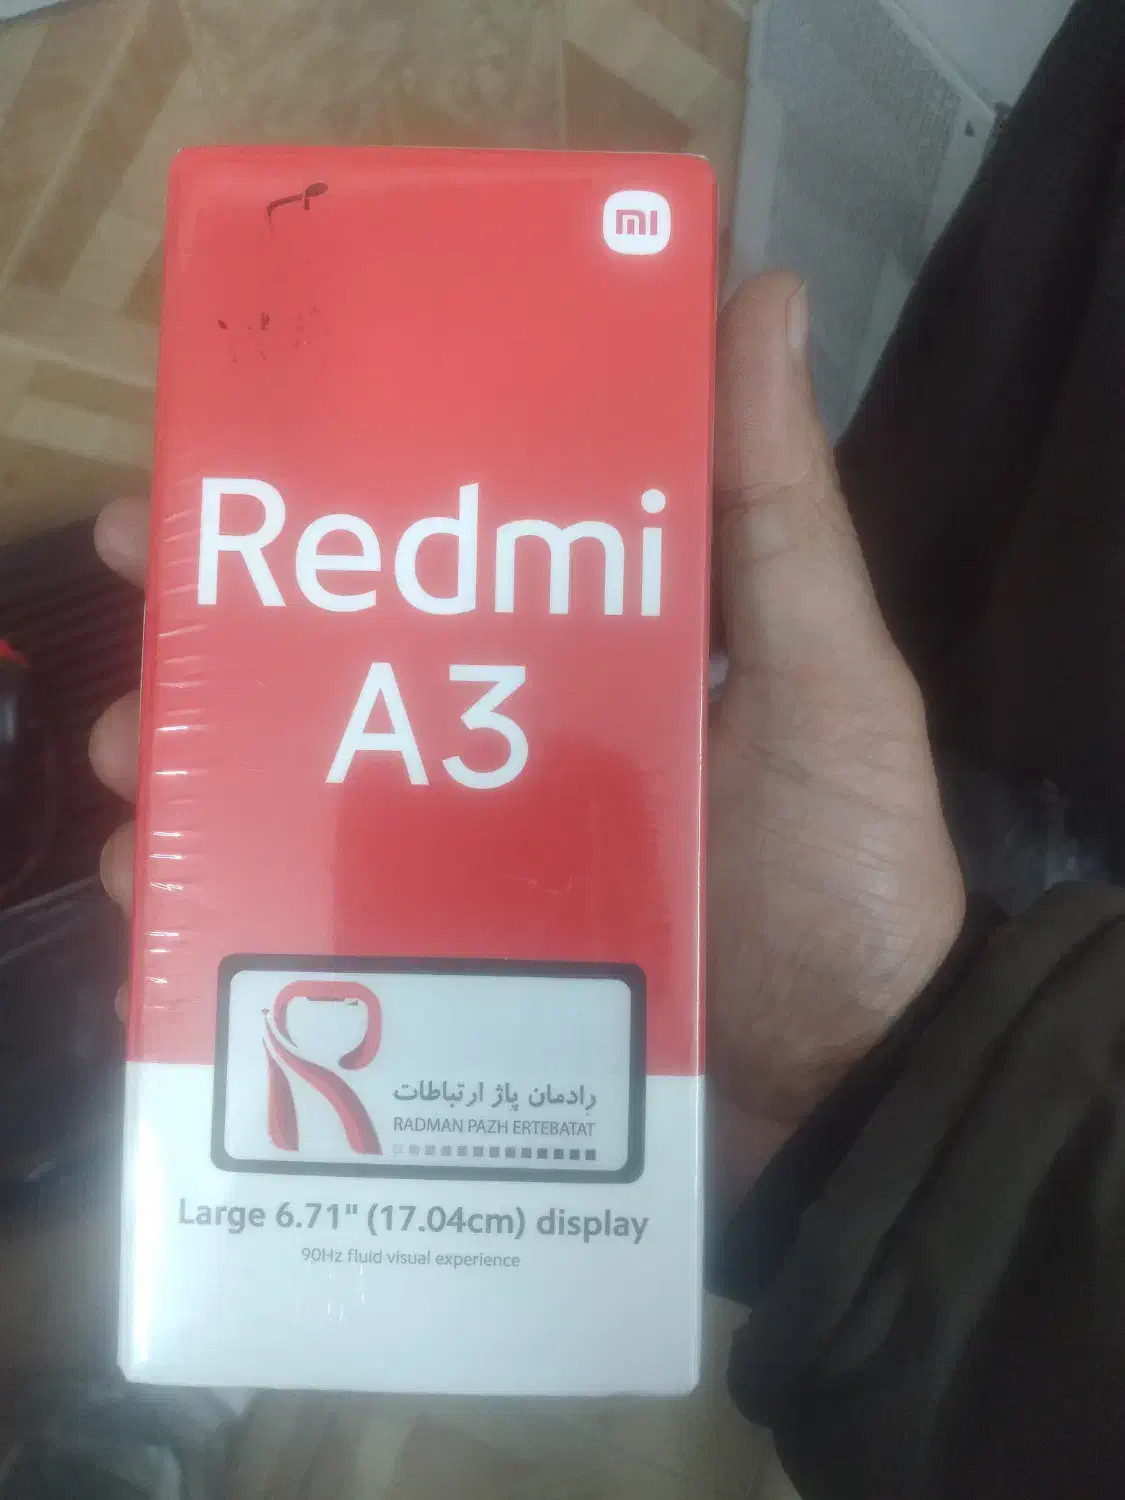 mi
Redmi
A3
رادمان پاژ ارتباطات
RADMAN PAZH ERTEBATAT
Large 6.71" (17.04cm) display
90Hz fluid visual experience